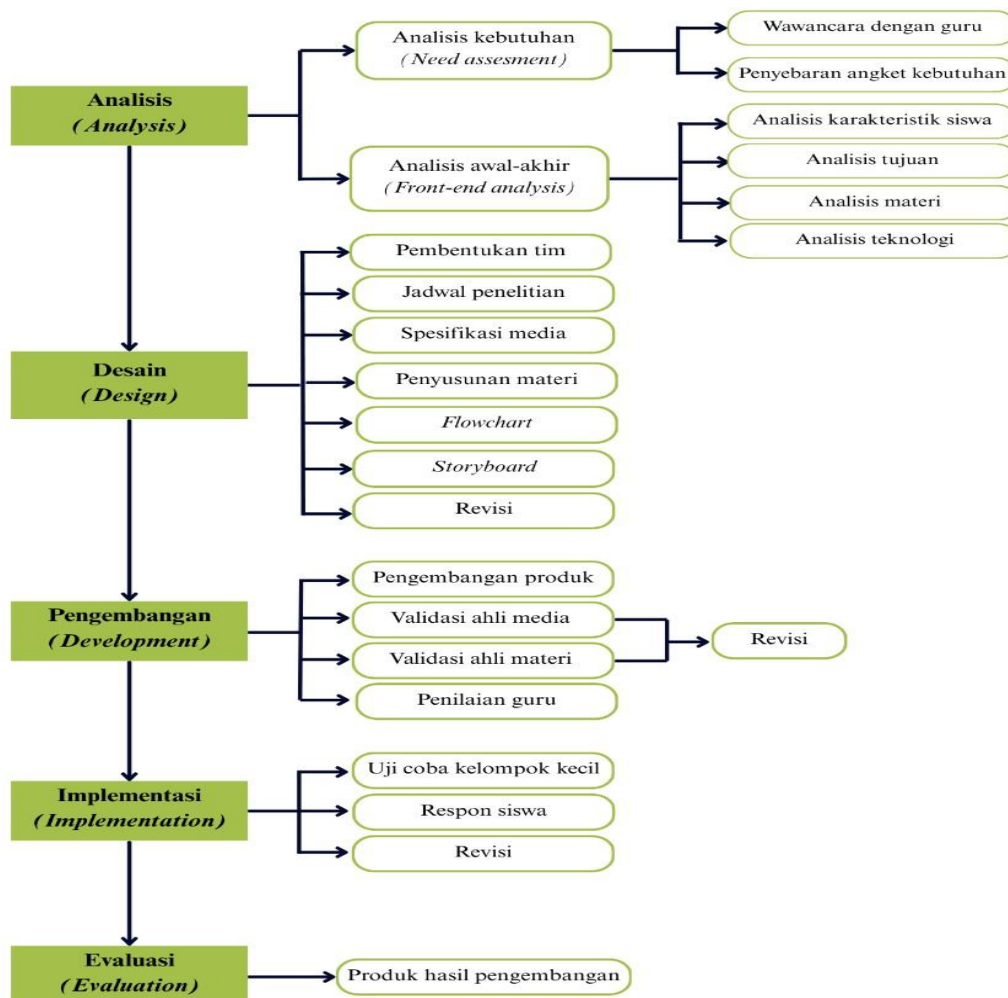 Analisis
(Analysis)
Analisis kebutuhan
(Need assesment)
Wawancara dengan guru
Penyebaran angket kebutuhan
Analisis awal-akhir
(Front-end analysis)
Analisis karakteristik siswa
Analisis tujuan
Analisis materi
Analisis teknologi
Desain
(Design)
Pembentukan tim
Jadwal penelitian
Spesifikasi media
Penyusunan materi
Flowchart
Storyboard
Revisi
Pengembangan
(Development)
Pengembangan produk
Validasi ahli media
Validasi ahli materi
Penilaian guru
Revisi
Implementasi
(Implementation)
Uji coba kelompok kecil
Respon siswa
Revisi
Evaluasi
(Evaluation)
Produk hasil pengembangan